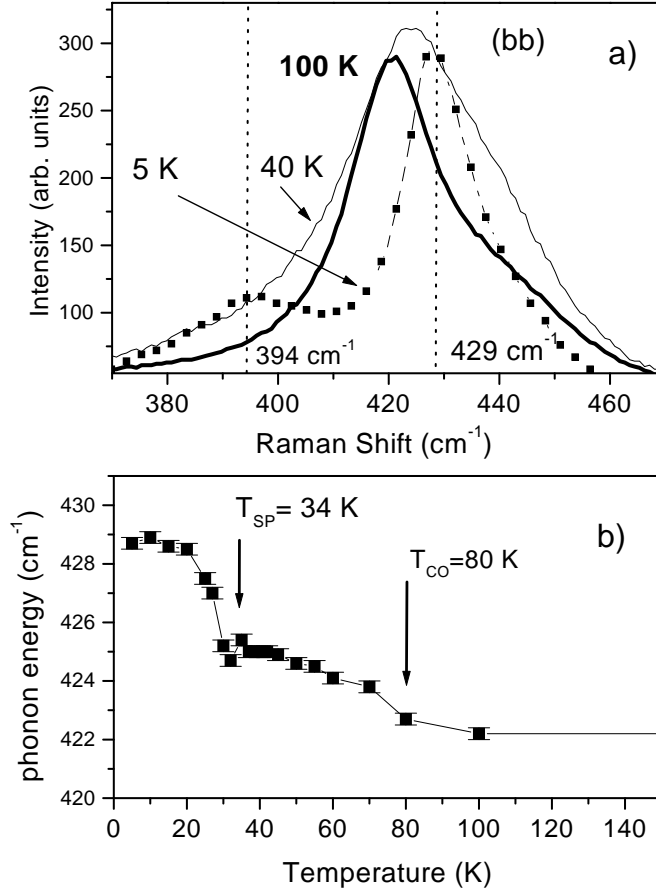 (bb)
a)
100 K
5 K
40 K
394 cm⁻¹
429 cm⁻¹
300
250
200
150
100
Intensity (arb. units)
380
400
420
440
460
Raman Shift (cm⁻¹)
T_SP= 34 K
T_CO=80 K
b)
430
428
426
424
422
420
phonon energy (cm⁻¹)
0
20
40
60
80
100
120
140
Temperature (K)